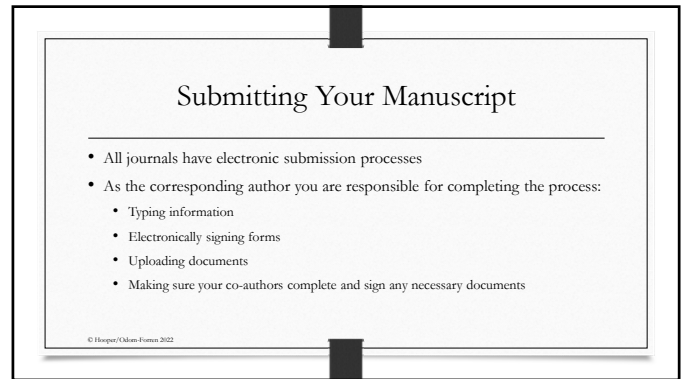 Submitting Your Manuscript
• All journals have electronic submission processes
• As the corresponding author you are responsible for completing the process:
• Typing information
• Electronically signing forms
• Uploading documents
• Making sure your co-authors complete and sign any necessary documents
© Hooper/Odom-Forren 2022